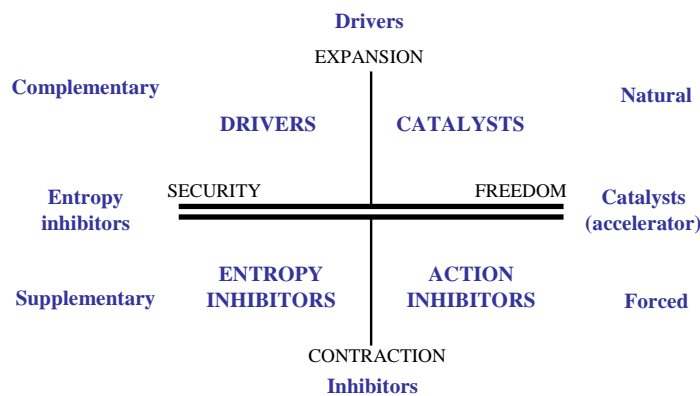 Drivers
EXPANSION
Complementary
Natural
DRIVERS
CATALYSTS
Entropy
inhibitors
SECURITY
FREEDOM
Catalysts
(accelerator)
ENTROPY
INHIBITORS
ACTION
INHIBITORS
Supplementary
Forced
CONTRACTION
Inhibitors